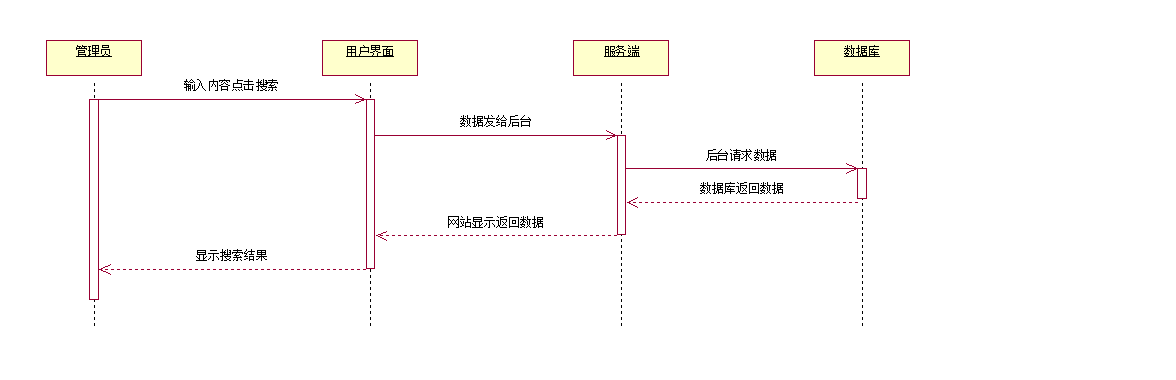 管理员
用户界面
服务端
数据库
输入内容点击搜索
数据发给后台
后台请求数据
数据库返回数据
网站显示返回数据
显示搜索结果